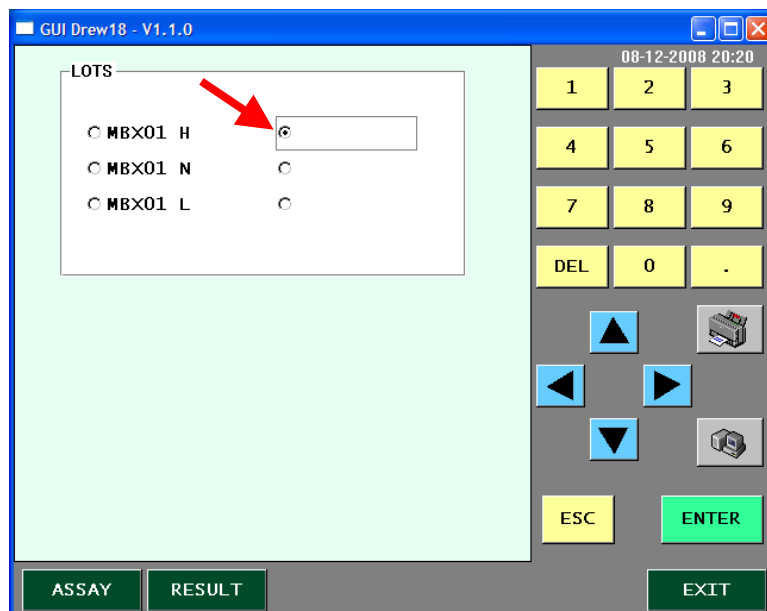 GUI Drew18 - V1.1.0
08-12-2008 20:20
LOTS
MBX01 H
MBX01 N
MBX01 L
1 2 3
4 5 6
7 8 9
DEL 0 .
ESC ENTER
ASSAY RESULT EXIT